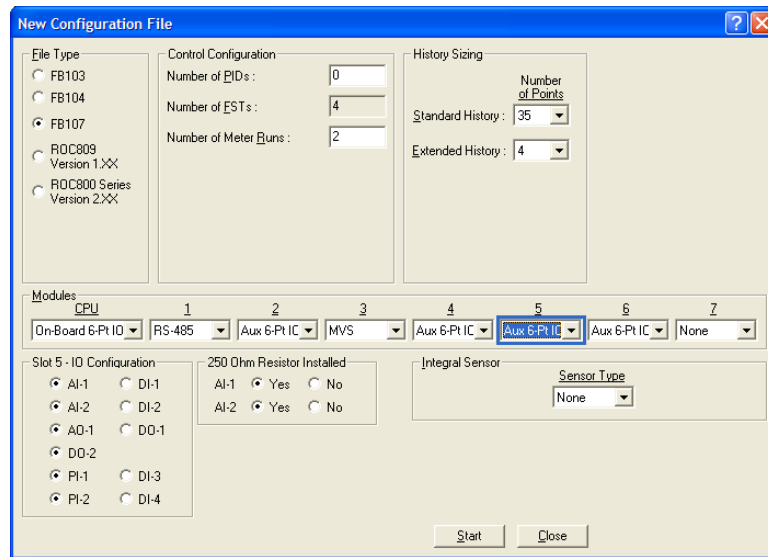 New Configuration File
File Type
FB103
FB104
FB107
ROC809
Version 1.XX
ROC800 Series
Version 2.XX
Control Configuration
Number of PIDs : 0
Number of FSTs : 4
Number of Meter Runs : 2
History Sizing
Number
of Points
Standard History : 35
Extended History : 4
Modules
CPU 1 2 3 4 5 6 7
On-Board 6-Pt IO RS-485 Aux 6-Pt IC MVS Aux 6-Pt IC Aux 6-Pt IC Aux 6-Pt IC None
Slot 5 - IO Configuration
AI-1 DI-1
AI-2 DI-2
AO-1 DO-1
DO-2
PI-1 DI-3
PI-2 DI-4
250 Ohm Resistor Installed
AI-1 Yes No
AI-2 Yes No
Integral Sensor
Sensor Type
None
Start Close